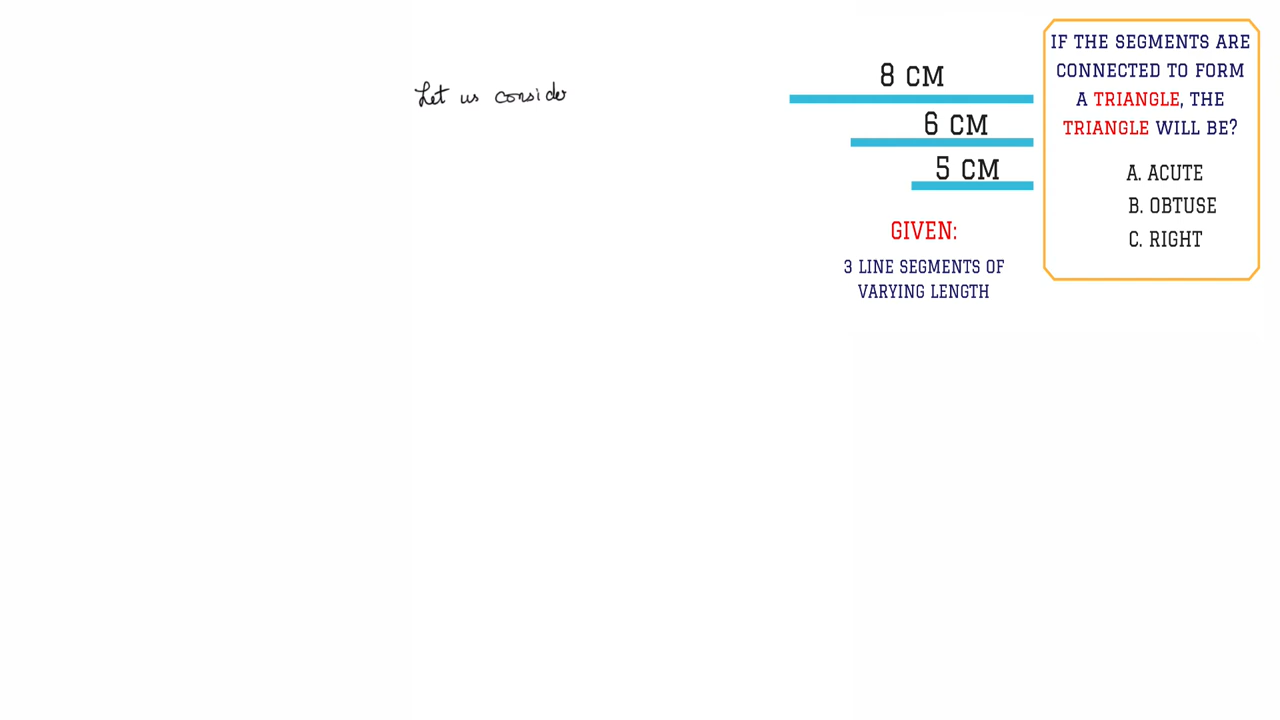 Let us consider
8 CM
6 CM
5 CM
GIVEN:
3 LINE SEGMENTS OF
VARYING LENGTH
IF THE SEGMENTS ARE
CONNECTED TO FORM
A TRIANGLE, THE
TRIANGLE WILL BE?
A. ACUTE
B. OBTUSE
C. RIGHT